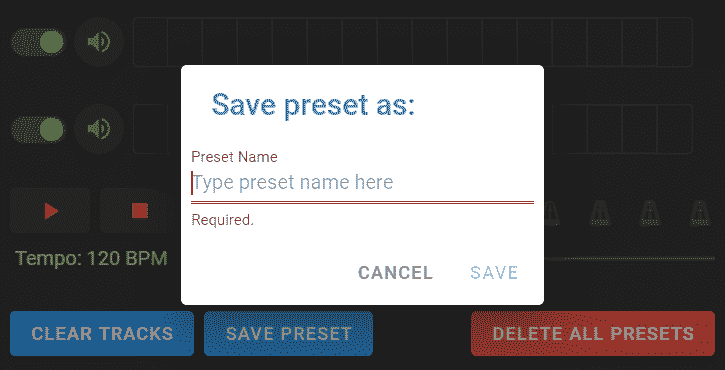 Save preset as:
Preset Name
Type preset name here
Required.
CANCEL SAVE
Tempo: 120 BPM
CLEAR TRACKS SAVE PRESET DELETE ALL PRESETS